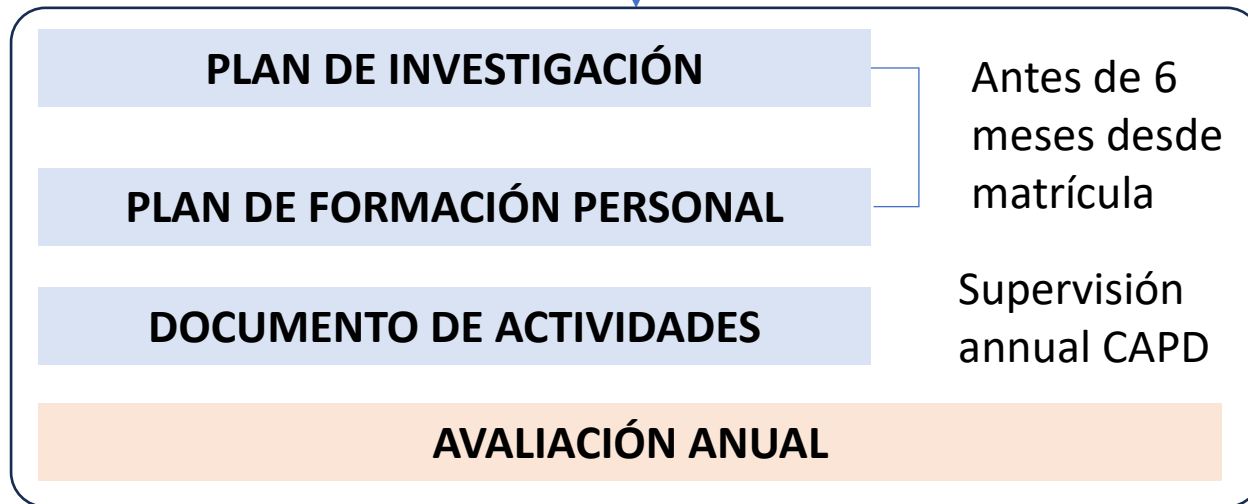 PLAN DE INVESTIGACIÓN
Antes de 6
meses desde
matrícula
PLAN DE FORMACIÓN PERSONAL
DOCUMENTO DE ACTIVIDADES
Supervisión
annual CAPD
AVALIACIÓN ANUAL